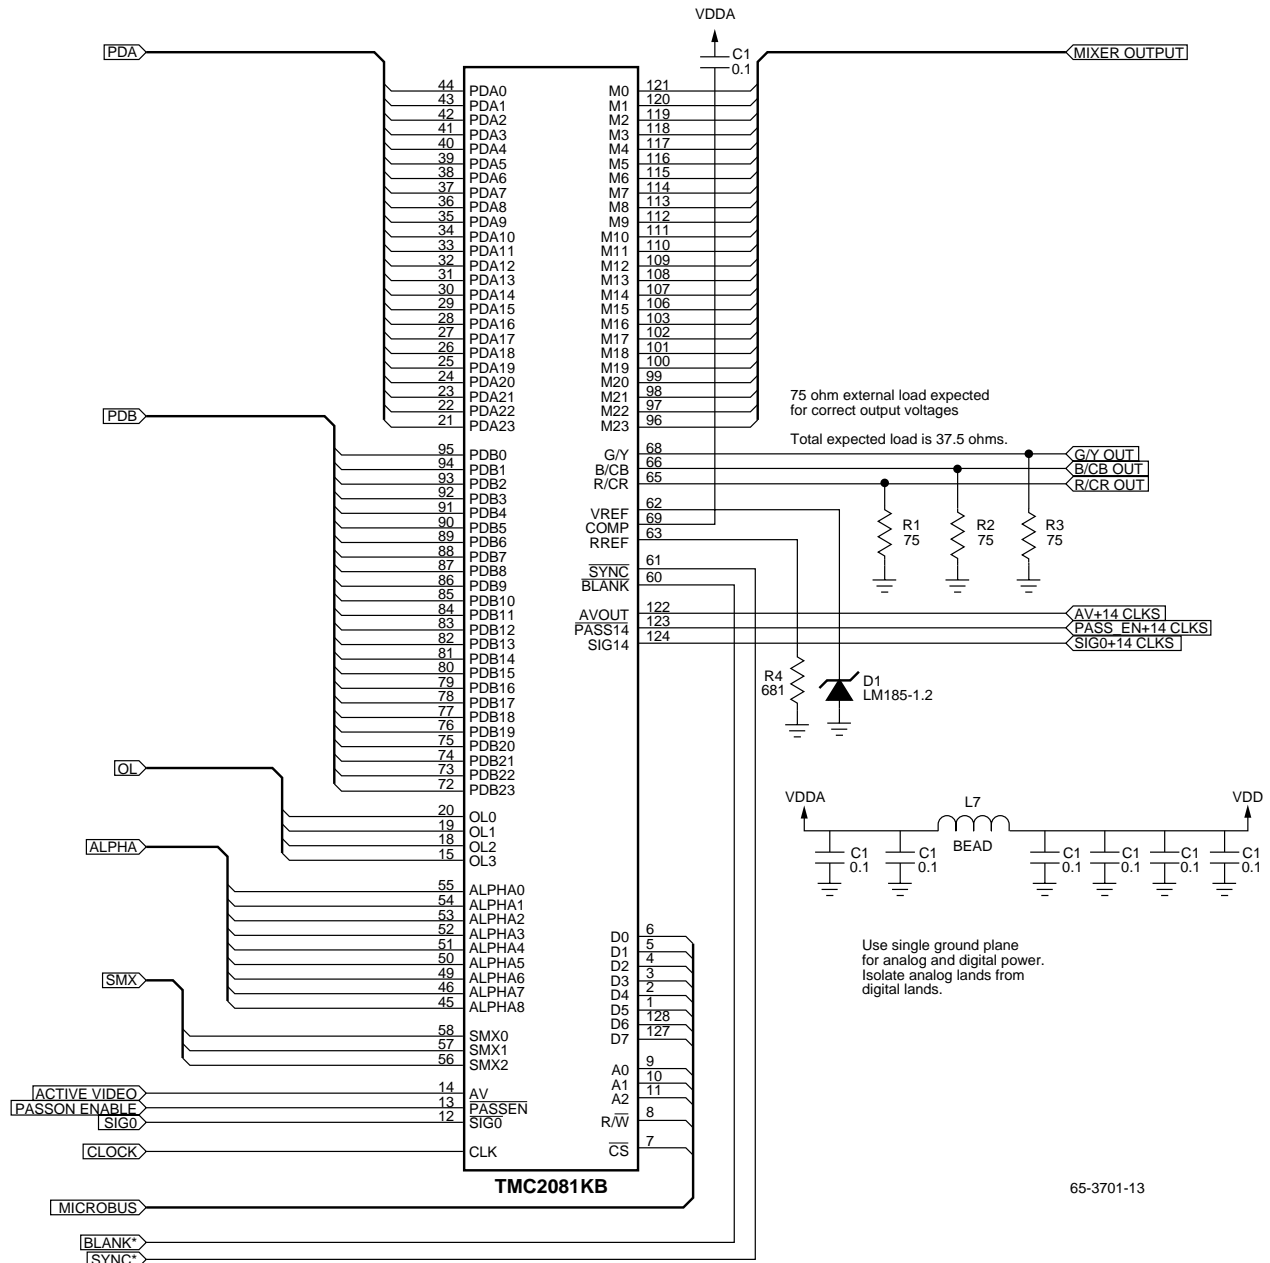 VDDA
C1
0.1
PDA
MIXER OUTPUT
44 PDA0 M0 121
43 PDA1 M1 120
42 PDA2 M2 119
41 PDA3 M3 118
40 PDA4 M4 117
39 PDA5 M5 116
38 PDA6 M6 115
37 PDA7 M7 114
36 PDA8 M8 113
35 PDA9 M9 112
34 PDA10 M10 111
33 PDA11 M11 110
32 PDA12 M12 109
31 PDA13 M13 108
30 PDA14 M14 107
29 PDA15 M15 106
28 PDA16 M16 103
27 PDA17 M17 102
26 PDA18 M18 101
25 PDA19 M19 100
24 PDA20 M20 99
23 PDA21 M21 98
22 PDA22 M22 97
21 PDA23 M23 96
75 ohm external load expected
for correct output voltages
Total expected load is 37.5 ohms.
PDB
95 PDB0 G/Y 68 G/Y OUT
94 PDB1 B/CB 66 B/CB OUT
93 PDB2 R/CR 65 R/CR OUT
92 PDB3
91 PDB4 VREF 62
90 PDB5 COMP 69
89 PDB6 RREF 63
88 PDB7
87 PDB8 SYNC 61
86 PDB9 BLANK 60
85 PDB10
84 PDB11 AVOUT 122 AV+14 CLKS
83 PDB12 PASS14 123 PASS_EN+14 CLKS
82 PDB13 SIG14 124 SIG0+14 CLKS
81 PDB14
80 PDB15
79 PDB16
78 PDB17
77 PDB18
76 PDB19
75 PDB20
74 PDB21
73 PDB22
72 PDB23
R1
75
R2
75
R3
75
R4
681
D1
LM185-1.2
OL
20 OL0
19 OL1
18 OL2
15 OL3
VDDA
L7
BEAD
VDD
C1
0.1
C1
0.1
C1
0.1
C1
0.1
C1
0.1
C1
0.1
ALPHA
55 ALPHA0
54 ALPHA1
53 ALPHA2
52 ALPHA3
51 ALPHA4
50 ALPHA5
49 ALPHA6
46 ALPHA7
45 ALPHA8
D0 6
D1 5
D2 4
D3 3
D4 2
D5 1
D6 128
D7 127
Use single ground plane
for analog and digital power.
Isolate analog lands from
digital lands.
SMX
58 SMX0
57 SMX1
56 SMX2
A0 9
A1 10
A2 11
R/W 8
CS 7
ACTIVE VIDEO 14 AV
PASSON ENABLE 13 PASSEN
SIG0 12 SIG0
CLOCK CLK
TMC2081KB
MICROBUS
65-3701-13
BLANK*
SYNC*